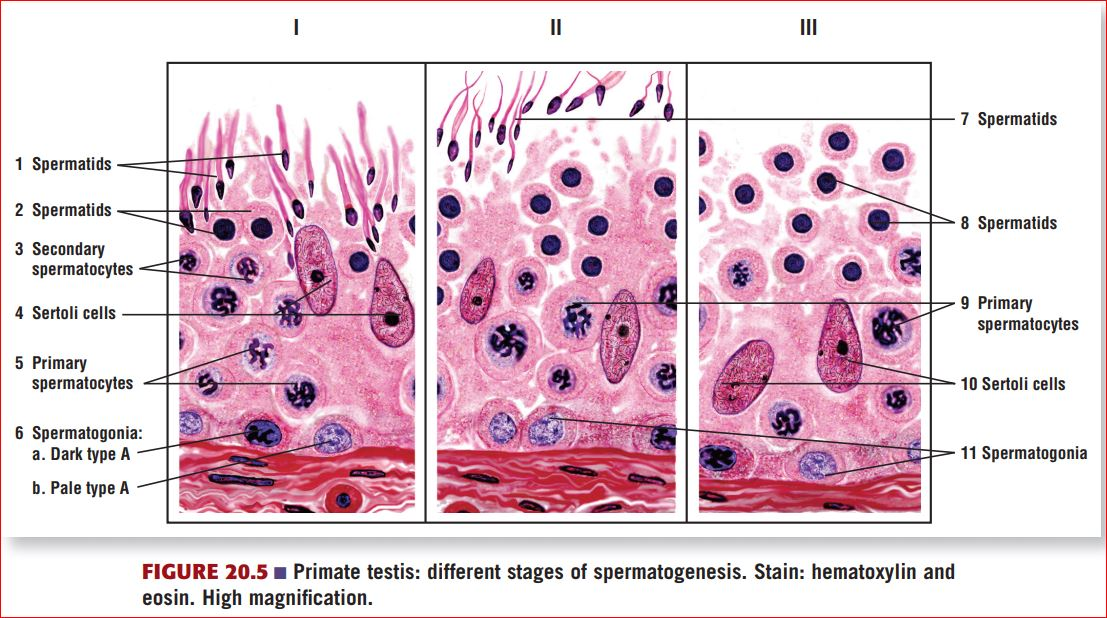 I
II
III
1 Spermatids
2 Spermatids
3 Secondary
spermatocytes
4 Sertoli cells
5 Primary
spermatocytes
6 Spermatogonia:
a. Dark type A
b. Pale type A
7 Spermatids
8 Spermatids
9 Primary
spermatocytes
10 Sertoli cells
11 Spermatogonia
FIGURE 20.5 ■ Primate testis: different stages of spermatogenesis. Stain: hematoxylin and
eosin. High magnification.